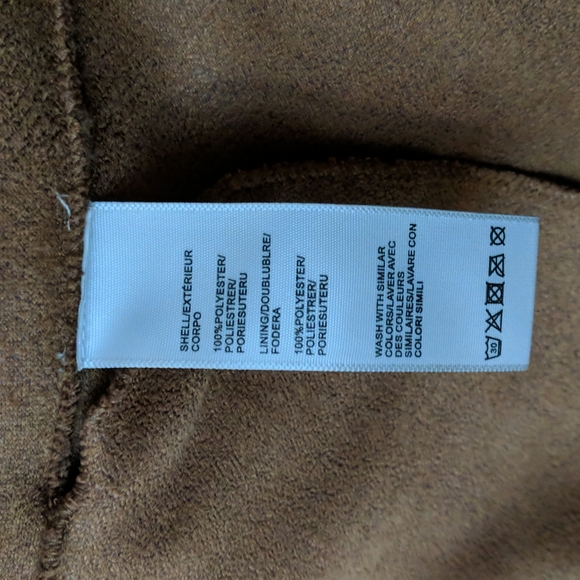 SHELL/EXTÉRIEUR
CORPO
100%POLYESTER/
POLIESTRER/
PORIESUTERU
LINING/DOUBLUBLRE/
FODERA
100%POLYESTER/
POLIESTRER/
PORIESUTERU
WASH WITH SIMILAR
COLORS/LAVER AVEC
DES COULEURS
SIMILAIRES/LAVARE CON
COLORI SIMILI
30